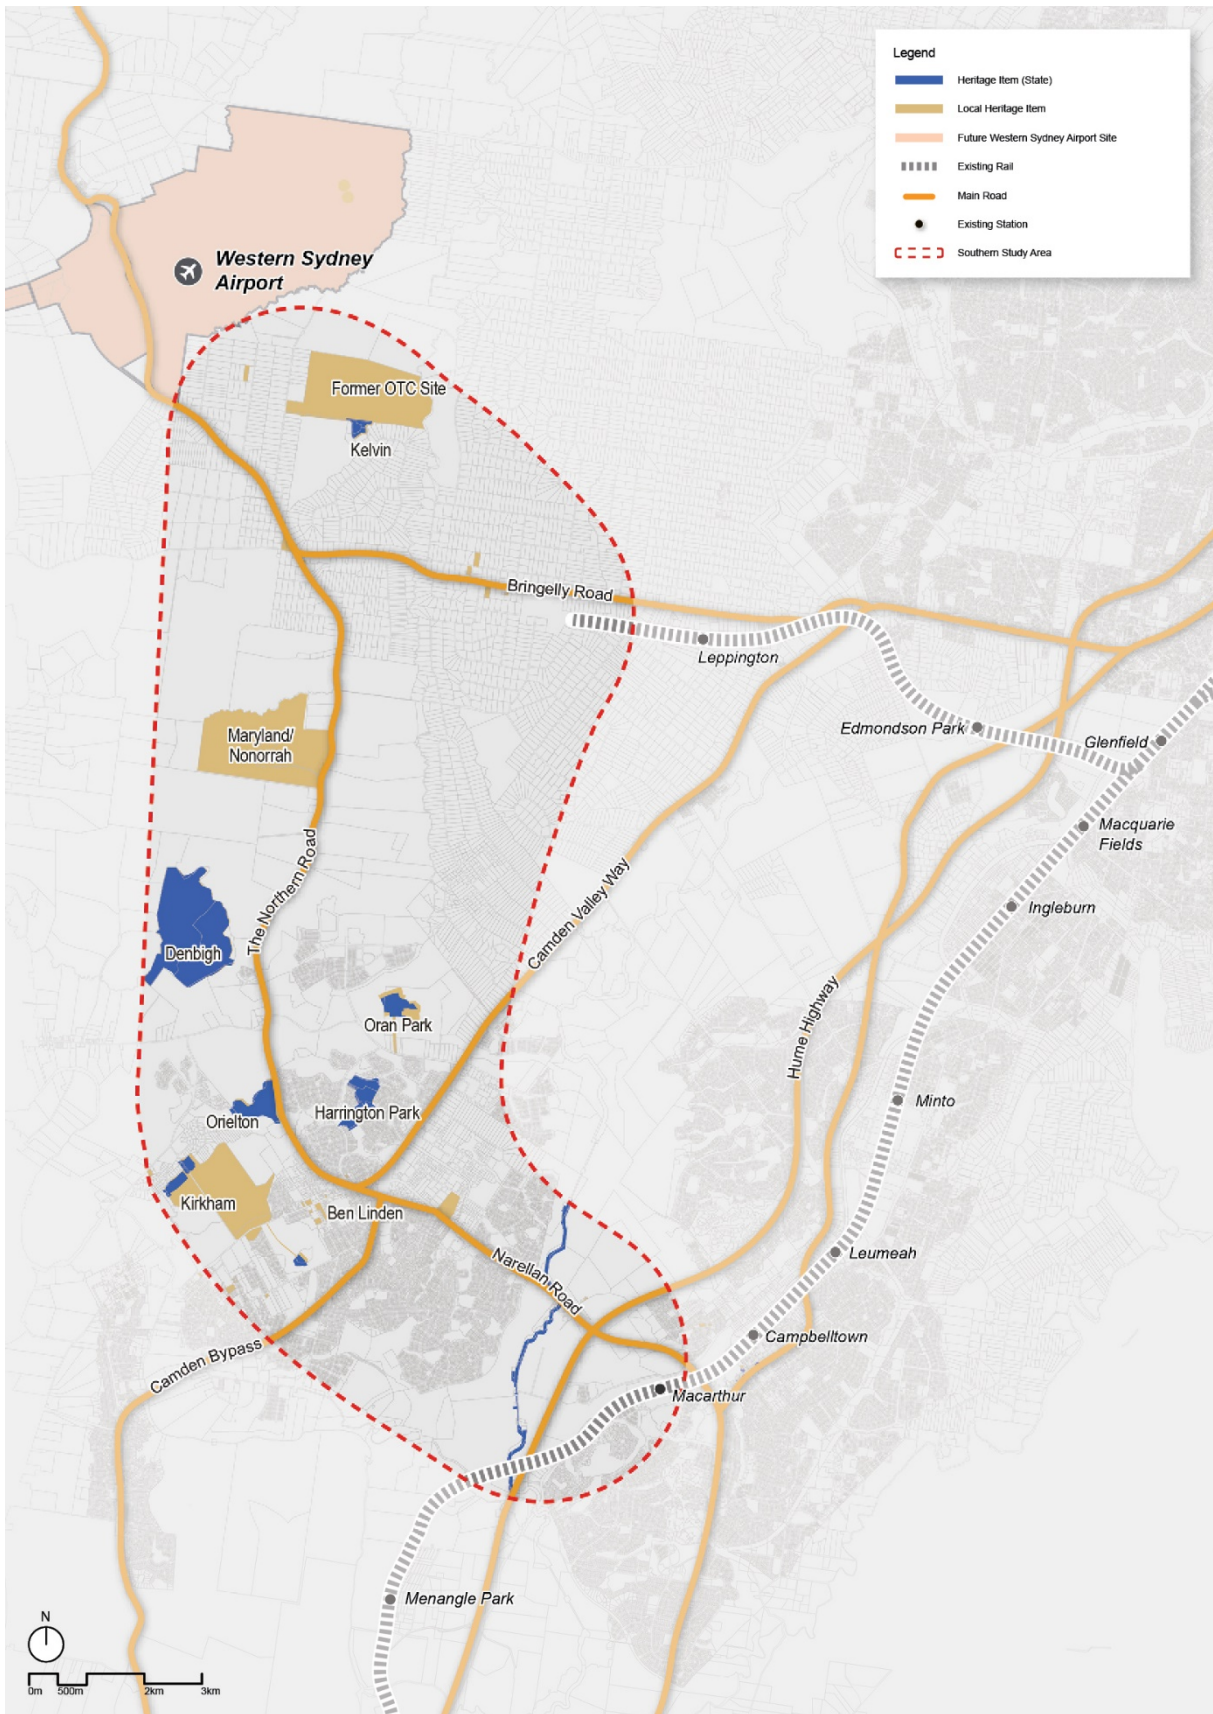 Legend
Heritage Item (State)
Local Heritage Item
Future Western Sydney Airport Site
Existing Rail
Main Road
Existing Station
Southern Study Area
Western Sydney
Airport
Former OTC Site
Kelvin
Bringelly Road
Leppington
Edmondson Park
Glenfield
Maryland/
Nonorrah
Macquarie
Fields
The Northern Road
Camden Valley Way
Ingleburn
Denbigh
Hume Highway
Oran Park
Minto
Harrington Park
Orielton
Kirkham
Ben Linden
Narellan Road
Leumeah
Campbelltown
Camden Bypass
Macarthur
Menangle Park
N
0m 500m 2km 3km